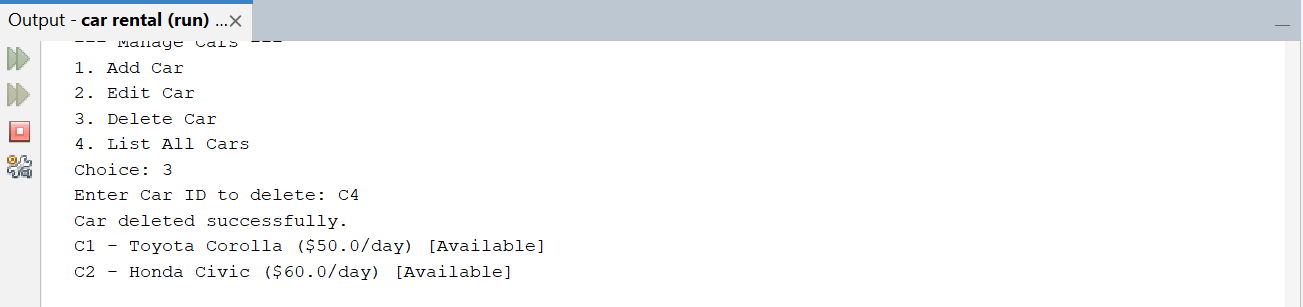 Output - car rental (run) ...×
--- Manage Cars ---
1. Add Car
2. Edit Car
3. Delete Car
4. List All Cars
Choice: 3
Enter Car ID to delete: C4
Car deleted successfully.
C1 - Toyota Corolla ($50.0/day) [Available]
C2 - Honda Civic ($60.0/day) [Available]